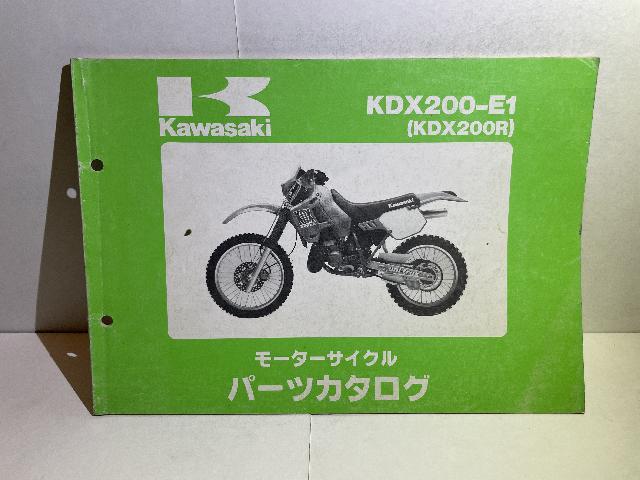 Kawasaki
KDX200-E1
(KDX200R)
Kawasaki
モーターサイクル
パーツカタログ